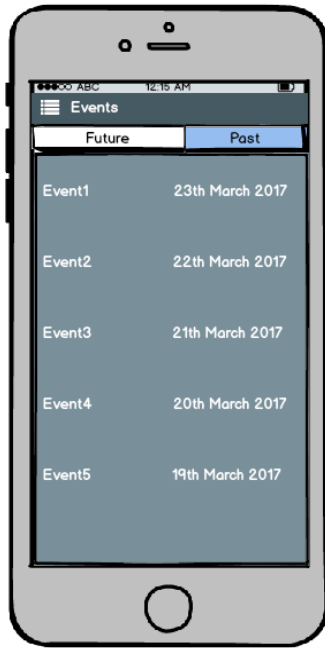 ABC 12:15 AM
Events
Future Past
Event1 23th March 2017
Event2 22th March 2017
Event3 21th March 2017
Event4 20th March 2017
Event5 19th March 2017